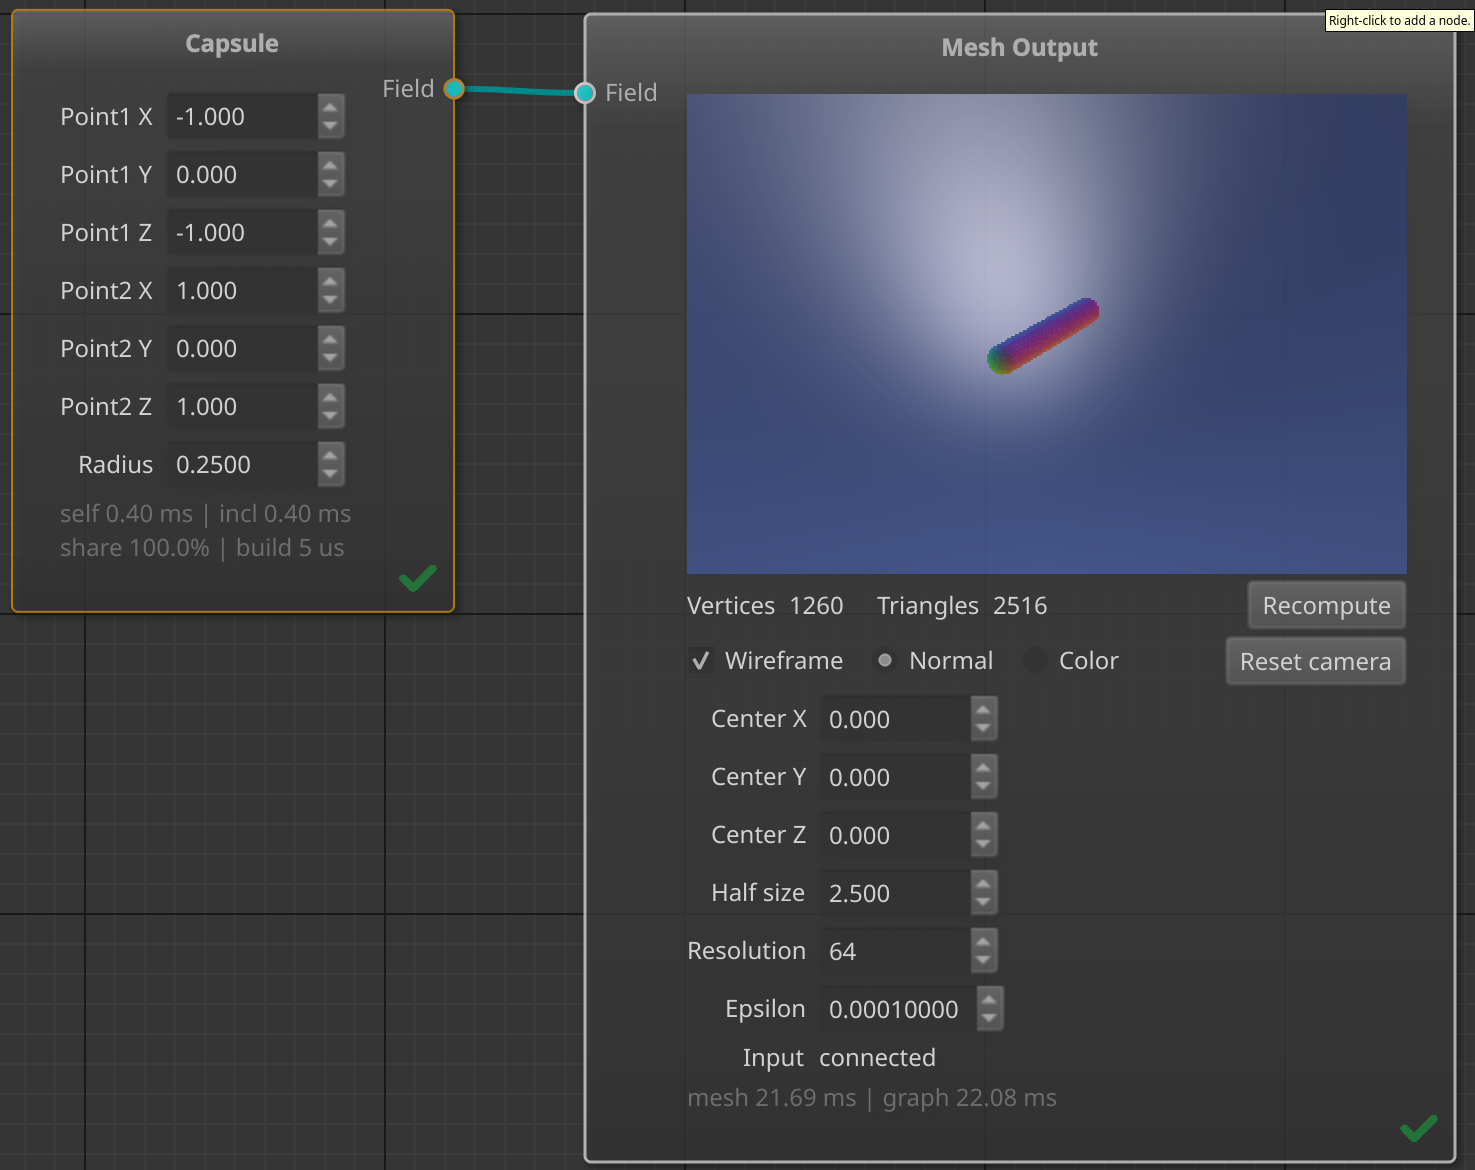 Right-click to add a node.
Capsule
Field
Point1 X -1.000
Point1 Y 0.000
Point1 Z -1.000
Point2 X 1.000
Point2 Y 0.000
Point2 Z 1.000
Radius 0.2500
self 0.40 ms | incl 0.40 ms
share 100.0% | build 5 us
Mesh Output
Field
Vertices 1260 Triangles 2516 Recompute
Wireframe Normal Color Reset camera
Center X 0.000
Center Y 0.000
Center Z 0.000
Half size 2.500
Resolution 64
Epsilon 0.00010000
Input connected
mesh 21.69 ms | graph 22.08 ms